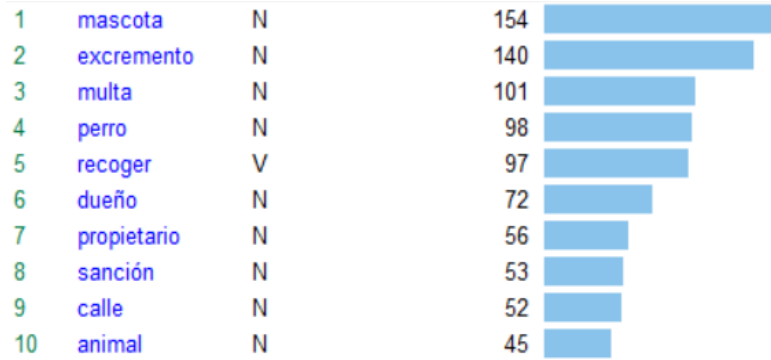 1 mascota N 154
2 excremento N 140
3 multa N 101
4 perro N 98
5 recoger V 97
6 dueño N 72
7 propietario N 56
8 sanción N 53
9 calle N 52
10 animal N 45